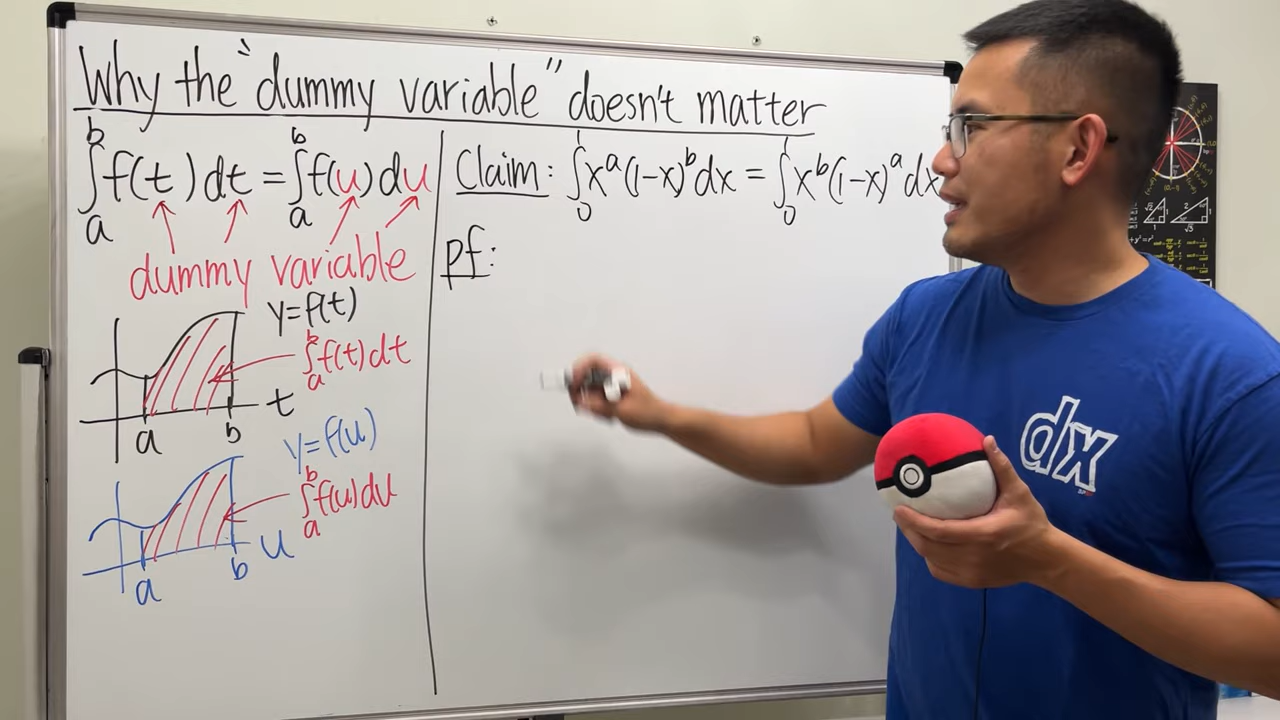 Why the "dummy variable" doesn't matter
∫_a^b f(t) dt = ∫_a^b f(u) du
dummy variable
y=f(t)
∫_a^b f(t) dt
t
a b
y=f(u)
∫_a^b f(u) du
u
a b
Claim: ∫_0^1 x^a (1-x)^b dx = ∫_0^1 x^b (1-x)^a dx
pf:
dx